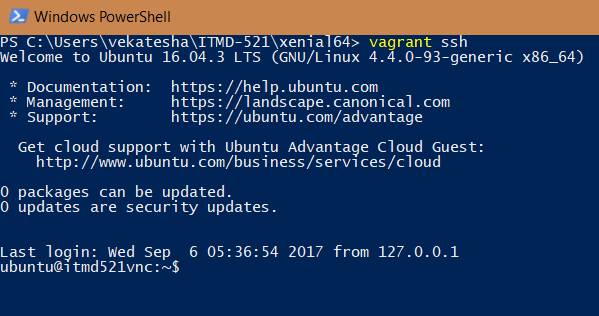 Windows PowerShell
PS C:\Users\vekatesha\ITMD-521\xenial64> vagrant ssh
Welcome to Ubuntu 16.04.3 LTS (GNU/Linux 4.4.0-93-generic x86_64)
* Documentation:  https://help.ubuntu.com
* Management:     https://landscape.canonical.com
* Support:        https://ubuntu.com/advantage
Get cloud support with Ubuntu Advantage Cloud Guest:
http://www.ubuntu.com/business/services/cloud
0 packages can be updated.
0 updates are security updates.
Last login: Wed Sep  6 05:36:54 2017 from 127.0.0.1
ubuntu@itmd521vnc:~$